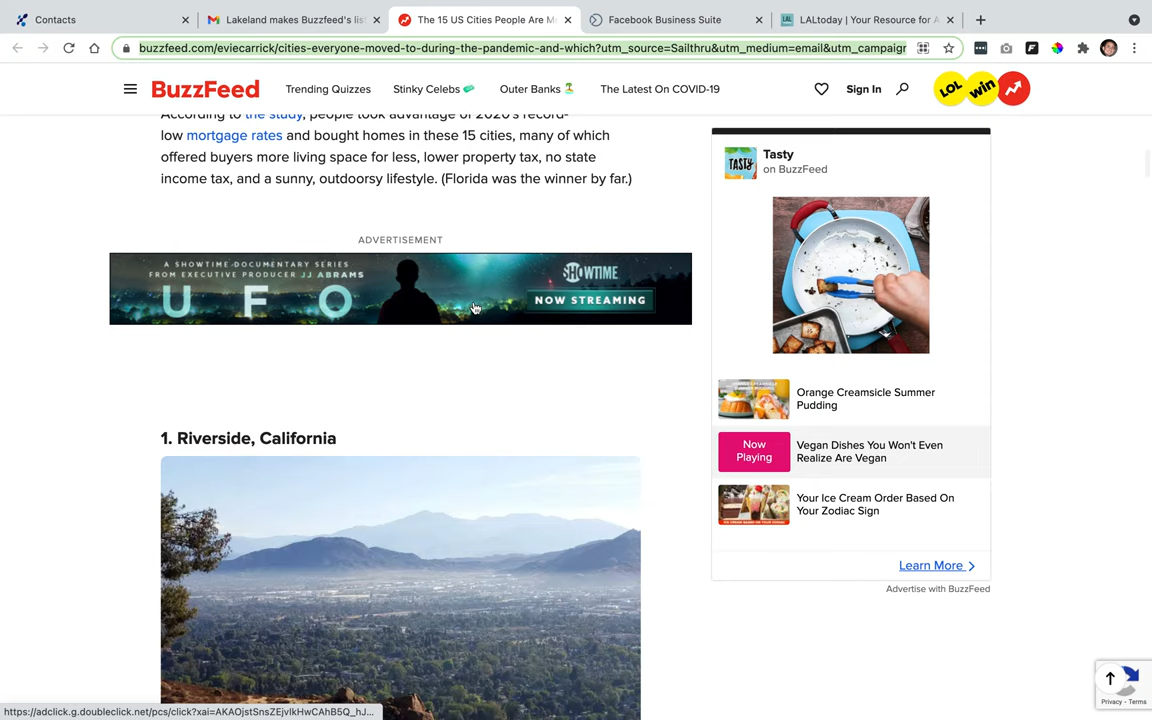 Contacts
Lakeland makes Buzzfeed's lis
The 15 US Cities People Are M
Facebook Business Suite
LALtoday | Your Resource for A
buzzfeed.com/eviecarrick/cities-everyone-moved-to-during-the-pandemic-and-which?utm_source=Sailthru&utm_medium=email&utm_campaign
BuzzFeed
Trending Quizzes
Stinky Celebs
Outer Banks
The Latest On COVID-19
Sign In
LOL
win
According to the study, people took advantage of 2020's record-
low mortgage rates and bought homes in these 15 cities, many of which
offered buyers more living space for less, lower property tax, no state
income tax, and a sunny, outdoorsy lifestyle. (Florida was the winner by far.)
ADVERTISEMENT
A SHOWTIME DOCUMENTARY SERIES
FROM EXECUTIVE PRODUCER JJ ABRAMS
UFO
SHOWTIME
NOW STREAMING
1. Riverside, California
TASTY
Tasty
on BuzzFeed
Orange Creamsicle Summer
Pudding
Now
Playing
Vegan Dishes You Won't Even
Realize Are Vegan
Your Ice Cream Order Based On
Your Zodiac Sign
Learn More
Advertise with BuzzFeed
Privacy - Terms
https://adclick.g.doubleclick.net/pcs/click?xai=AKAOjstSnsZEjvIkHwCAhB5Q_hJ...